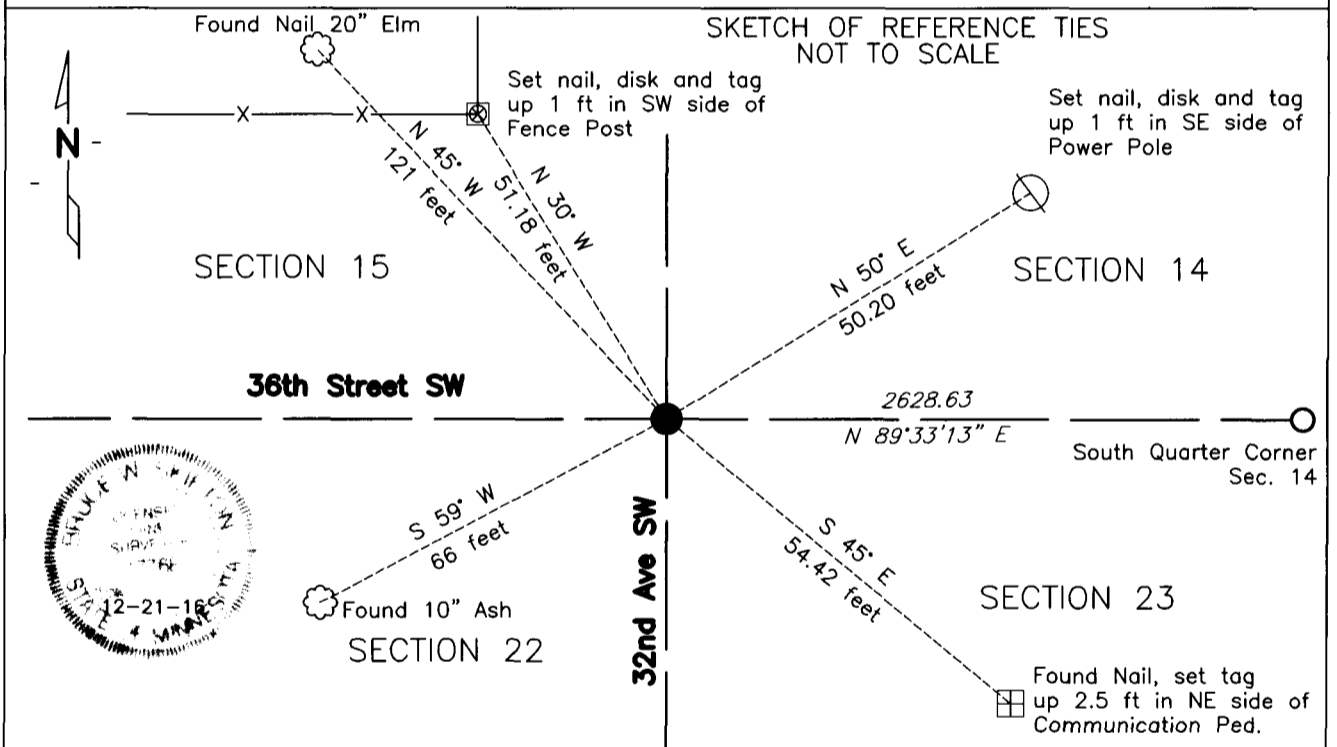 Found Nail 20" Elm
SKETCH OF REFERENCE TIES
NOT TO SCALE
Set nail, disk and tag
up 1 ft in SW side of
Fence Post
Set nail, disk and tag
up 1 ft in SE side of
Power Pole
N
X
X
X
N 45° W
121 feet
N 30° W
51.18 feet
N 50° E
50.20 feet
SECTION 15
SECTION 14
36th Street SW
2628.63
N 89°33'13" E
South Quarter Corner
Sec. 14
S 59° W
66 feet
32nd Ave SW
S 45° E
54.42 feet
BRUCE W
STATE MINNESOTA
12-21-16
Found 10" Ash
SECTION 22
SECTION 23
Found Nail, set tag
up 2.5 ft in NE side of
Communication Ped.